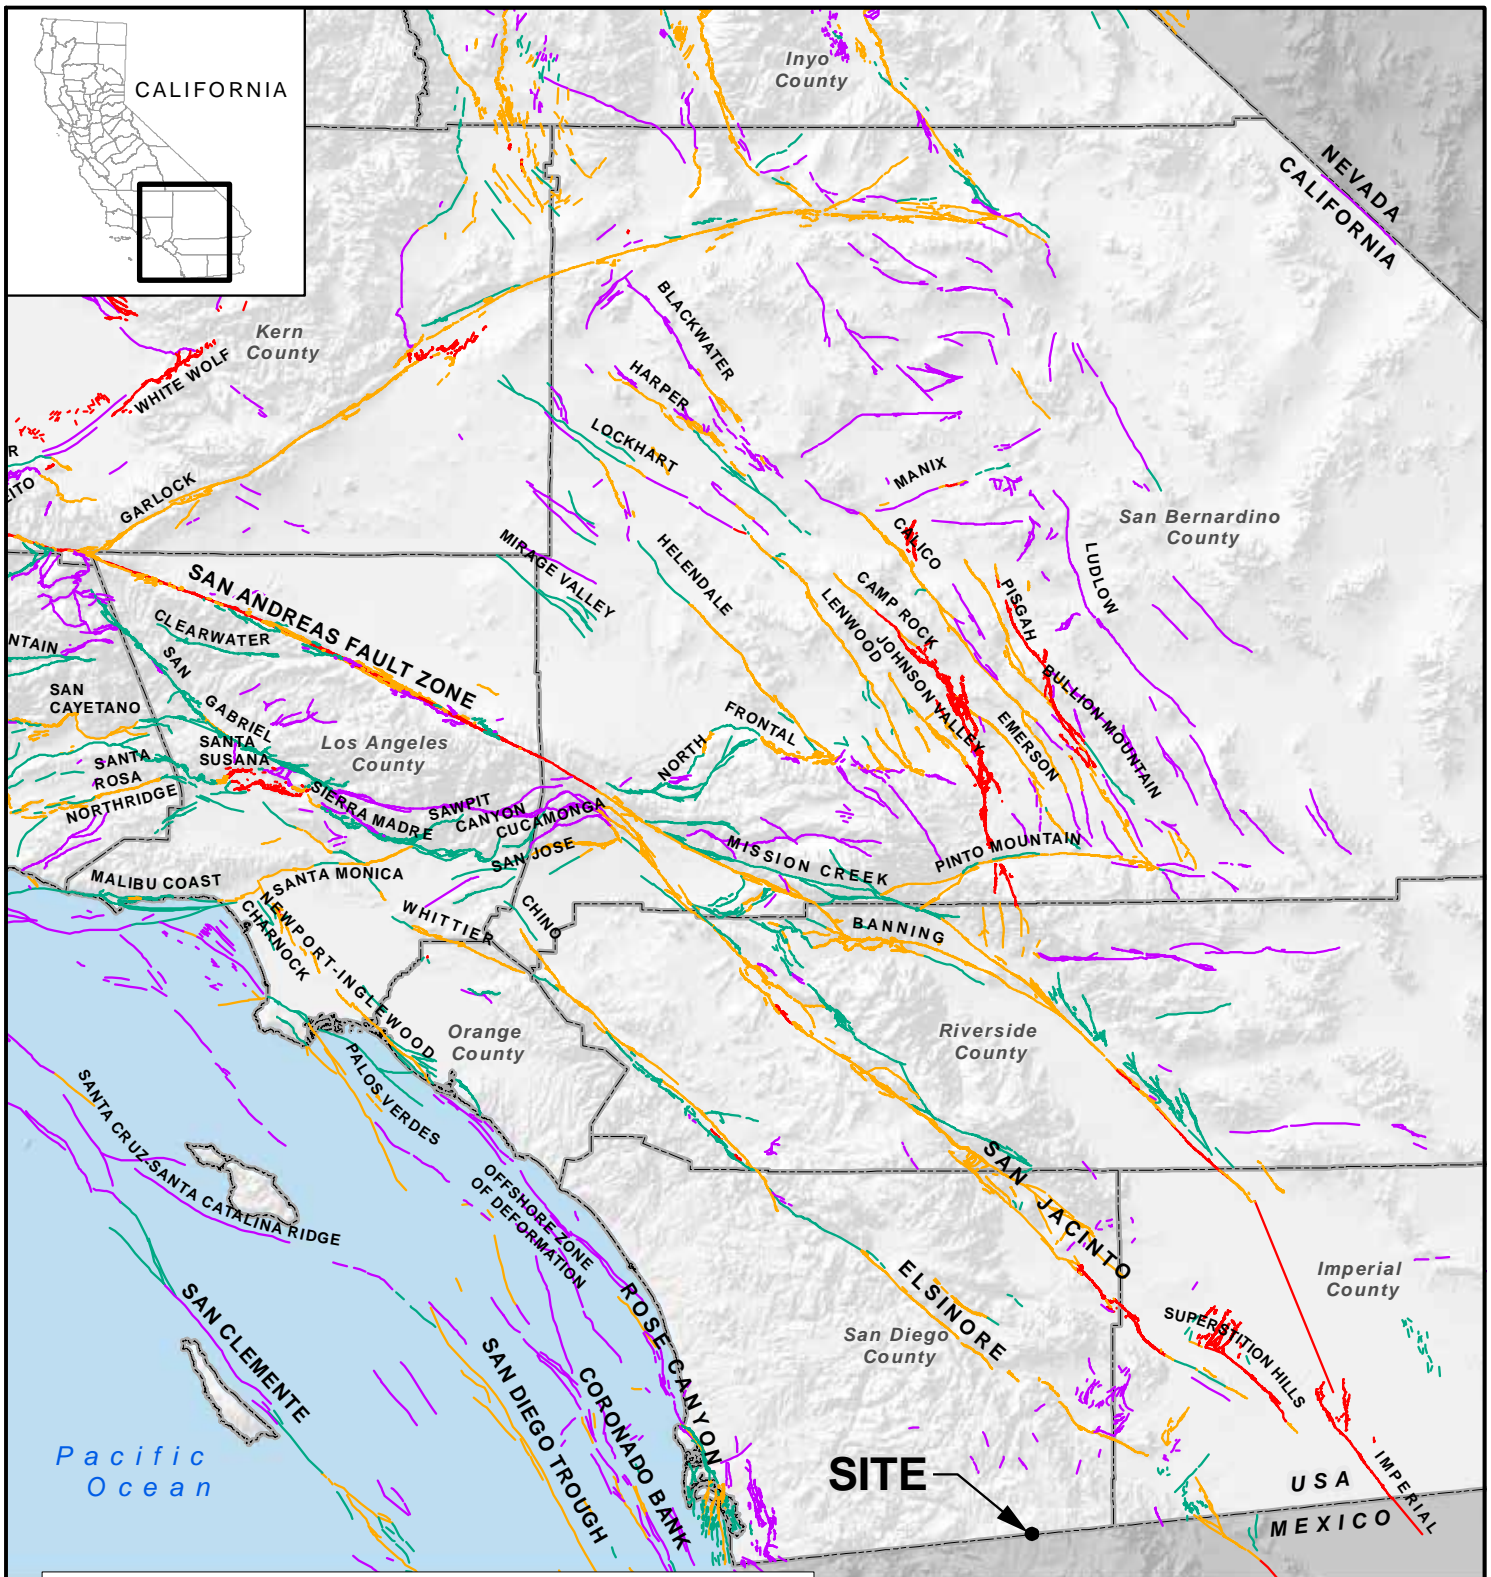 CALIFORNIA
Inyo
County
NEVADA
CALIFORNIA
Kern
County
WHITE WOLF
BLACKWATER
HARPER
LOCKHART
R
LITO
GARLOCK
MANIX
San Bernardino
County
CALICO
LUDLOW
MIRAGE VALLEY
HELENDALE
SAN ANDREAS FAULT ZONE
CLEARWATER
NTAIN
SAN
GABRIEL
CAMP ROCK
LENWOOD
JOHNSON VALLEY
PISGAH
BULLION MOUNTAIN
EMERSON
SAN
CAYETANO
SANTA
SUSANA
Los Angeles
County
NORTH
FRONTAL
SANTA
ROSA
NORTHRIDGE
SIERRA MADRE
SAWPIT
CANYON
CUCAMONGA
SAN JOSE
MISSION CREEK
PINTO MOUNTAIN
MALIBU COAST
SANTA MONICA
NEWPORT-INGLEWOOD
CHARNOCK
WHITTIER
CHINO
BANNING
Orange
County
Riverside
County
PALOS VERDES
SANTA CRUZ-SANTA CATALINA RIDGE
OFFSHORE ZONE
OF DEFORMATION
SAN JACINTO
ELSINORE
Imperial
County
SAN CLEMENTE
ROSE CANYON
San Diego
County
SUPERSTITION HILLS
SAN DIEGO TROUGH
CORONADO BANK
Pacific
Ocean
SITE
IMPERIAL
USA
MEXICO